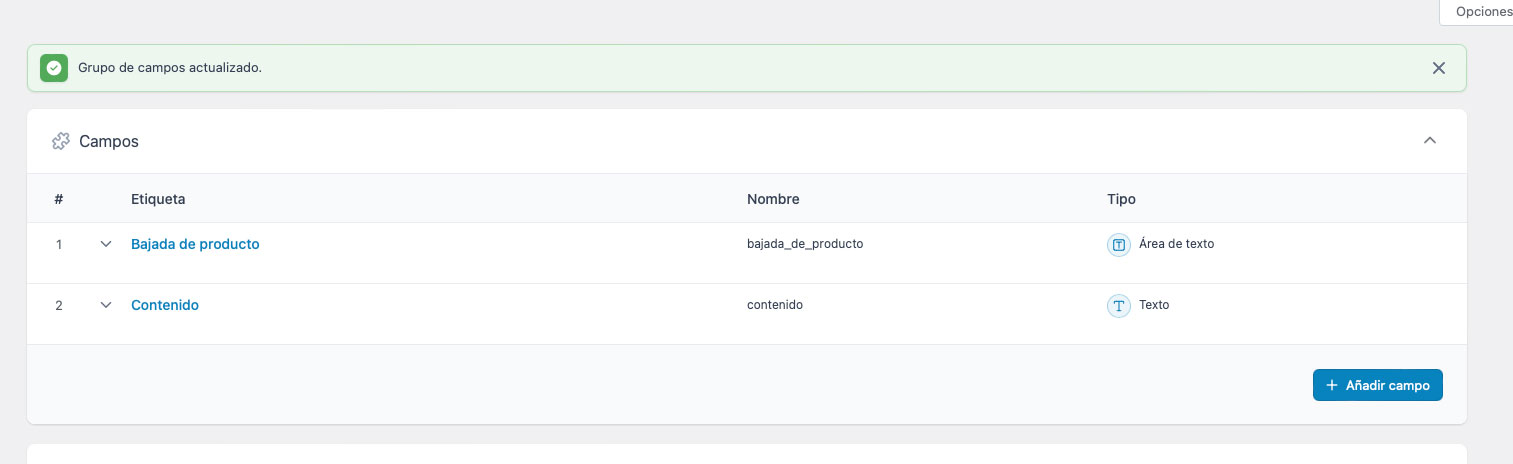 Opciones
Grupo de campos actualizado.
Campos
# Etiqueta Nombre Tipo
1 Bajada de producto bajada_de_producto Área de texto
2 Contenido contenido Texto
+ Añadir campo